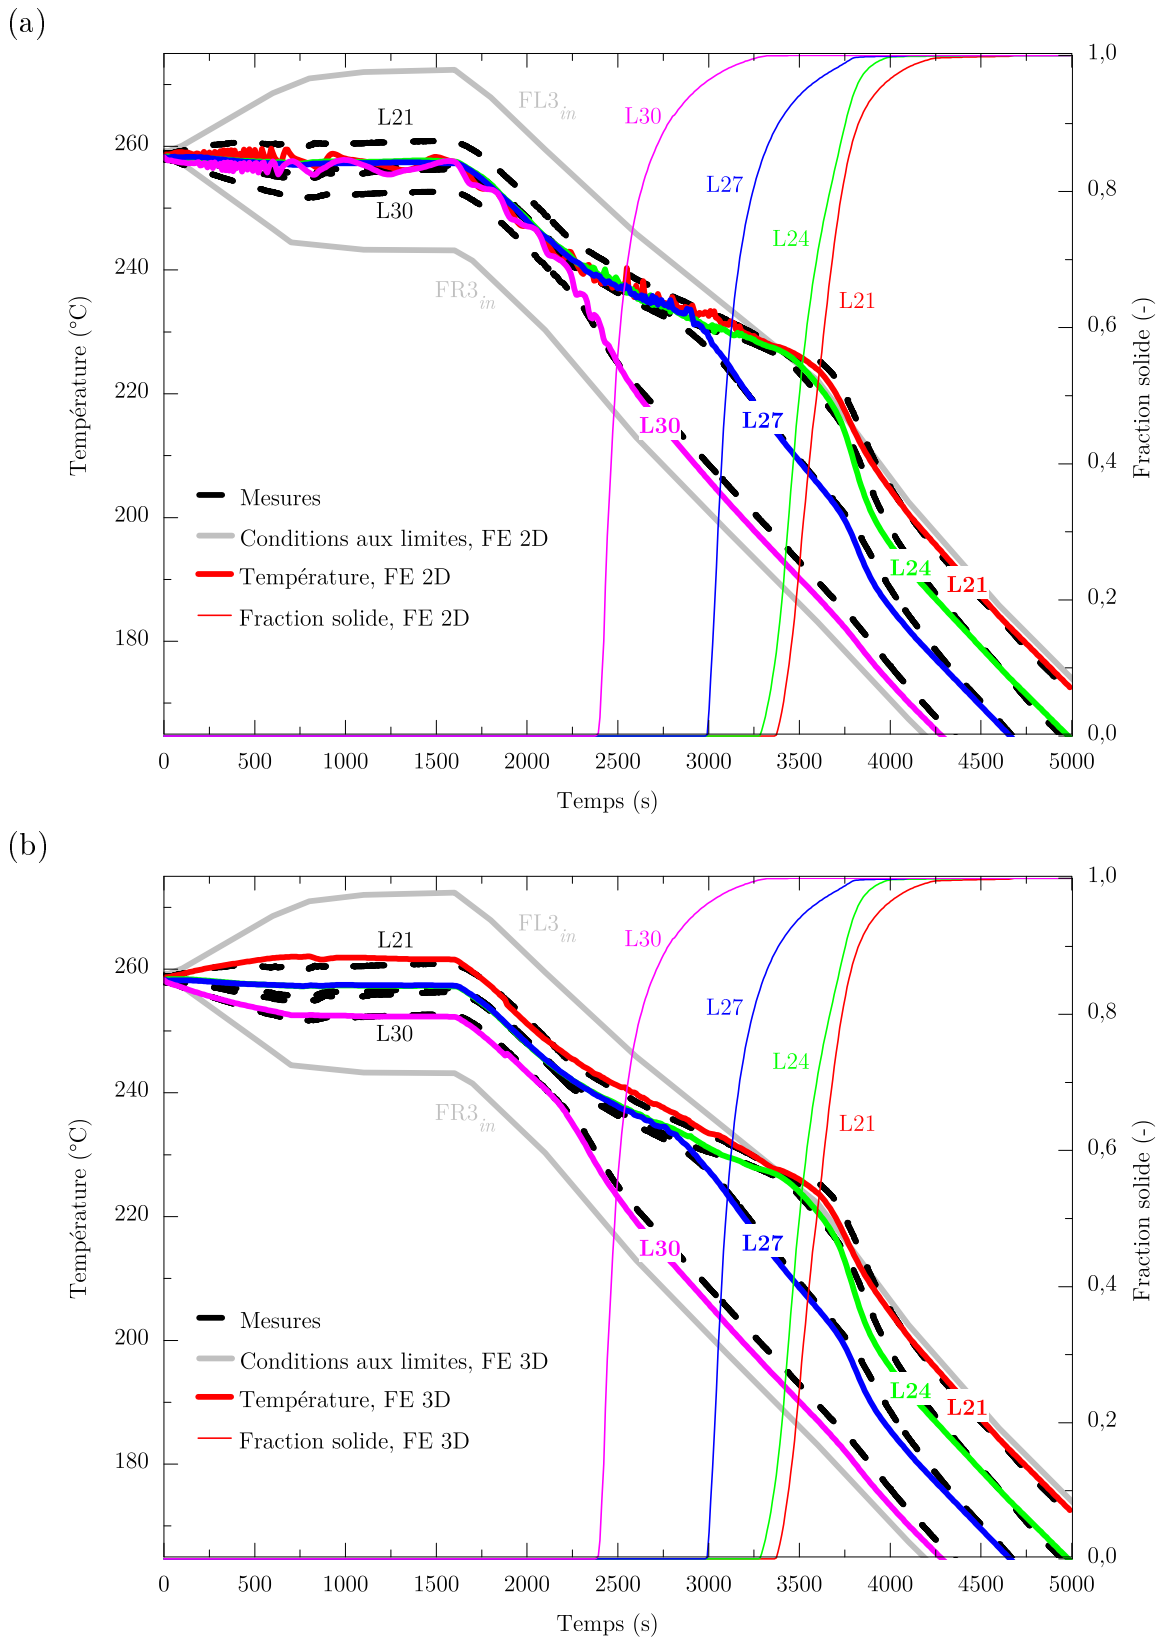 (a)
1,0
FL3in
L21
L30
260
L27
0,8
L30
L24
240
FR3in
L21
0,6
Température (°C)
Fraction solide (-)
220
L30
L27
0,4
Mesures
200
Conditions aux limites, FE 2D
L24
Température, FE 2D
L21
0,2
Fraction solide, FE 2D
180
0,0
0 500 1000 1500 2000 2500 3000 3500 4000 4500 5000
Temps (s)
(b)
1,0
FL3in
L21
L30
260
L27
0,8
L30
L24
240
FR3in
L21
0,6
Température (°C)
Fraction solide (-)
220
L30
L27
0,4
Mesures
200
Conditions aux limites, FE 3D
L24
Température, FE 3D
L21
0,2
Fraction solide, FE 3D
180
0,0
0 500 1000 1500 2000 2500 3000 3500 4000 4500 5000
Temps (s)